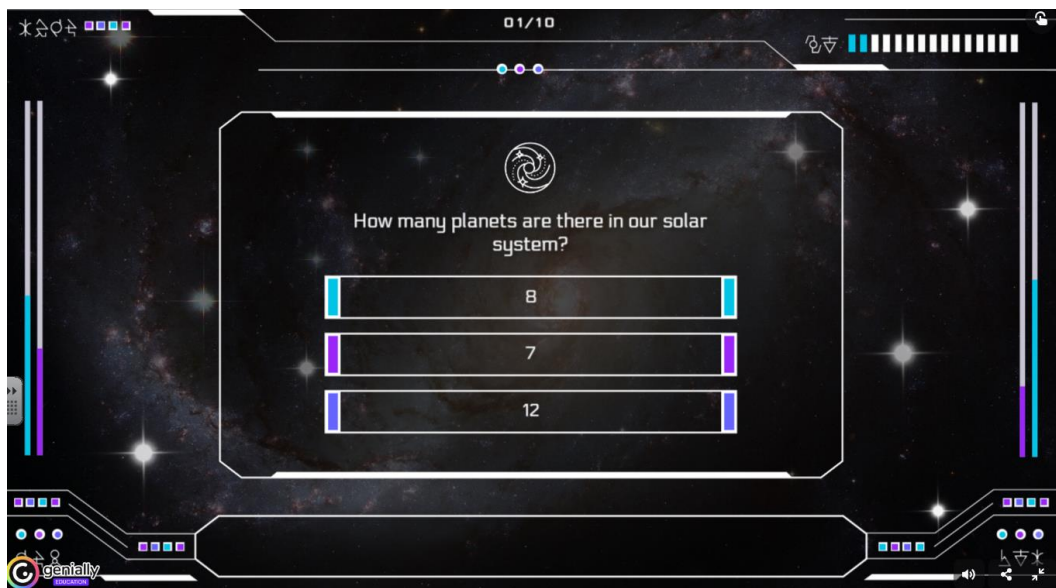 01/10
How many planets are there in our solar
system?
8
7
12
genially
EDUCATION